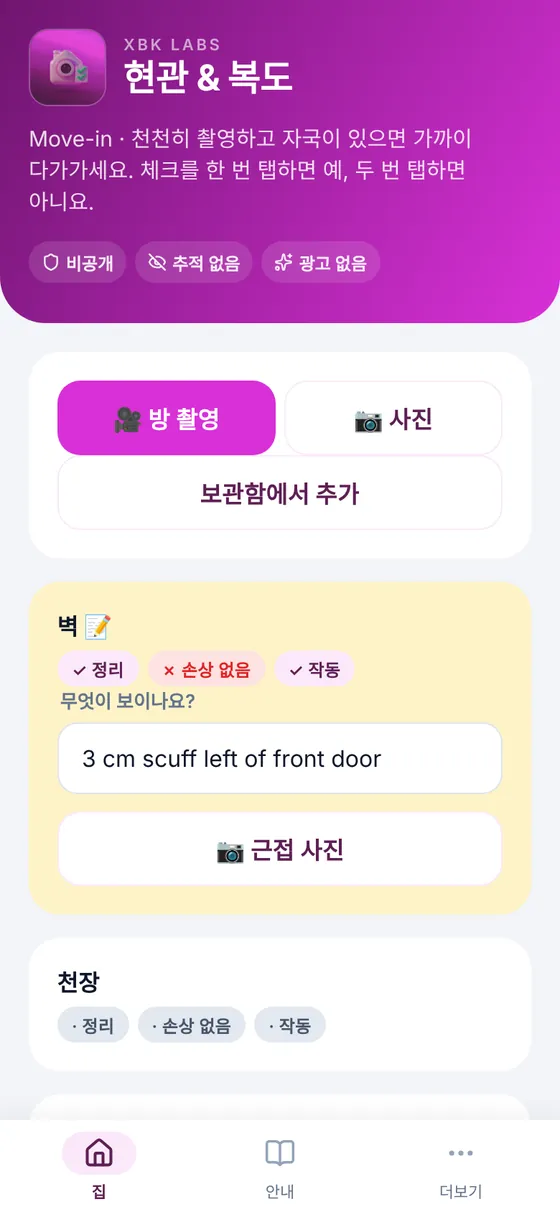 XBK LABS
현관 & 복도
Move-in · 천천히 촬영하고 자국이 있으면 가까이
다가가세요. 체크를 한 번 탭하면 예, 두 번 탭하면
아니요.
비공개 추적 없음 광고 없음
🎥 방 촬영 📷 사진
보관함에서 추가
벽 📝
✓ 정리 × 손상 없음 ✓ 작동
무엇이 보이나요?
3 cm scuff left of front door
📷 근접 사진
천장
· 정리 · 손상 없음 · 작동
집 안내 더보기